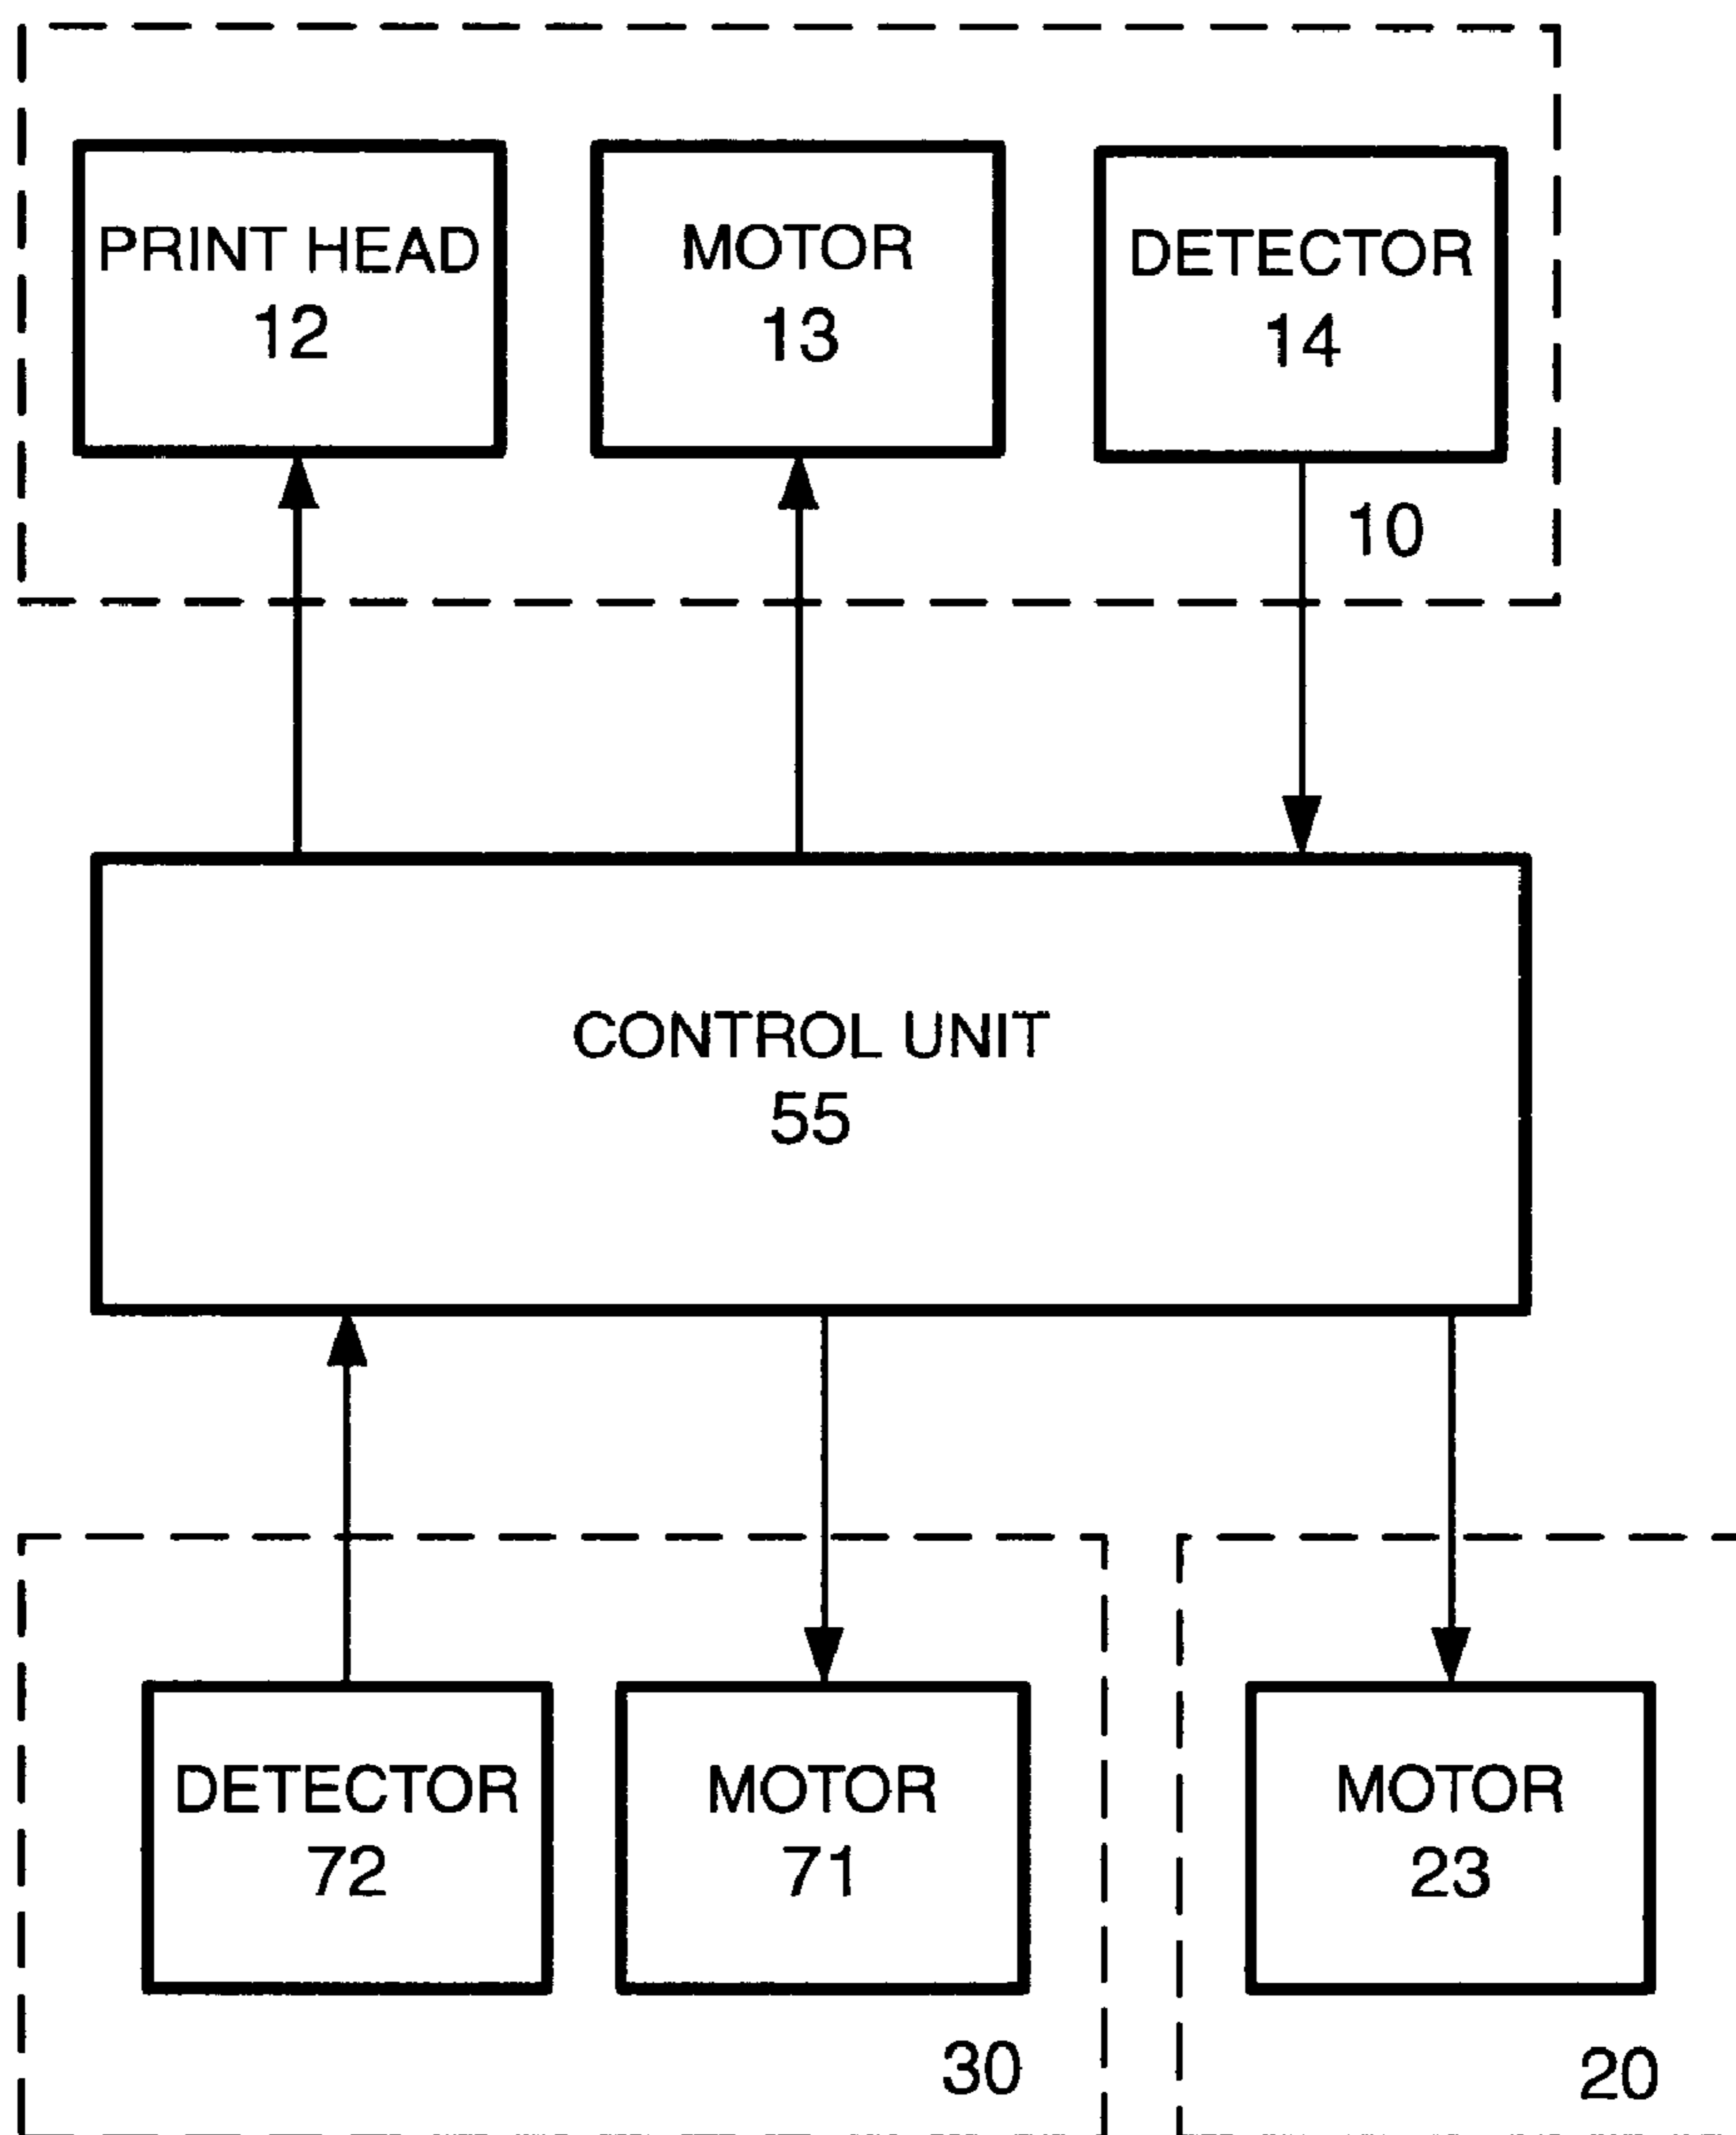 PRINT HEAD
12
MOTOR
13
DETECTOR
14
10
CONTROL UNIT
55
DETECTOR
72
MOTOR
71
MOTOR
23
30
20